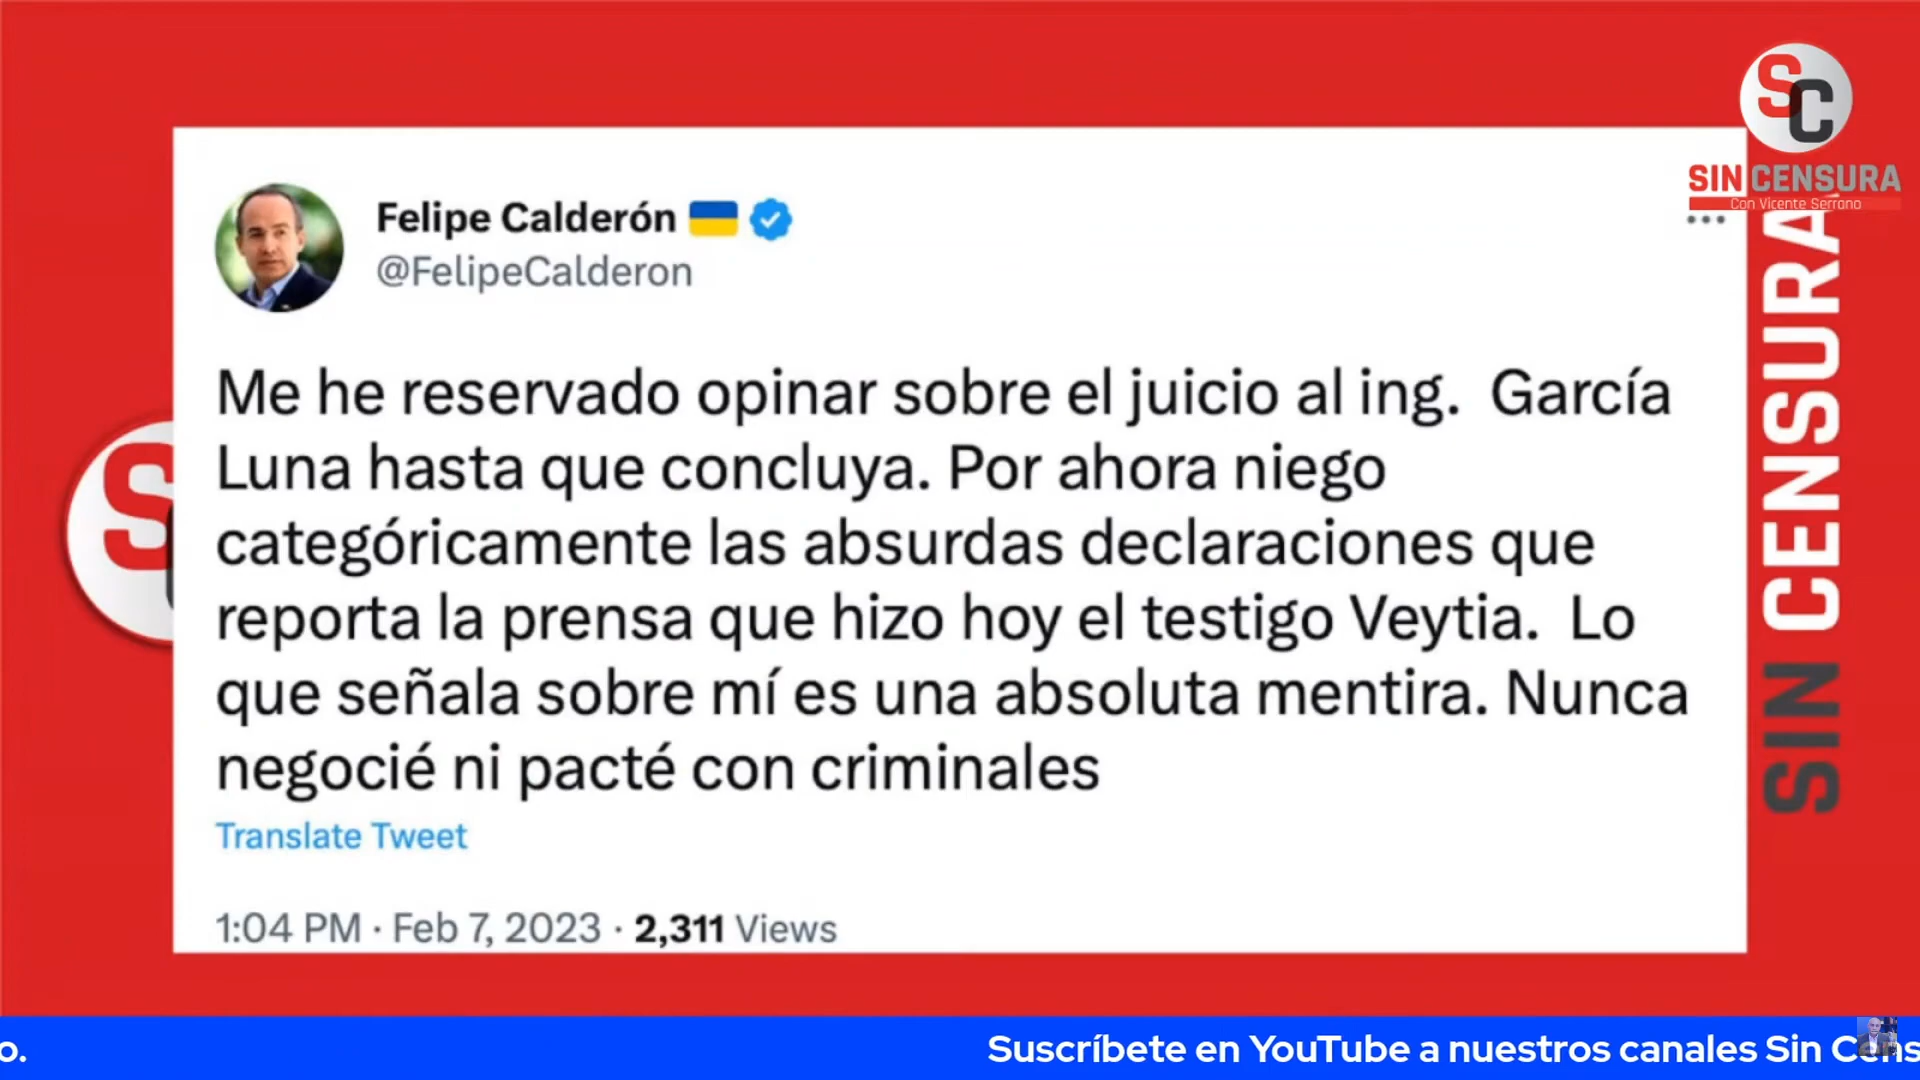 SC
SIN CENSURA
Con Vicente Serrano
Felipe Calderón
@FelipeCalderon
Me he reservado opinar sobre el juicio al ing.  García
Luna hasta que concluya. Por ahora niego
categóricamente las absurdas declaraciones que
reporta la prensa que hizo hoy el testigo Veytia.  Lo
que señala sobre mí es una absoluta mentira. Nunca
negocié ni pacté con criminales
Translate Tweet
1:04 PM · Feb 7, 2023 · 2,311 Views
S
SIN CENSURA
o.
Suscríbete en YouTube a nuestros canales Sin Cens